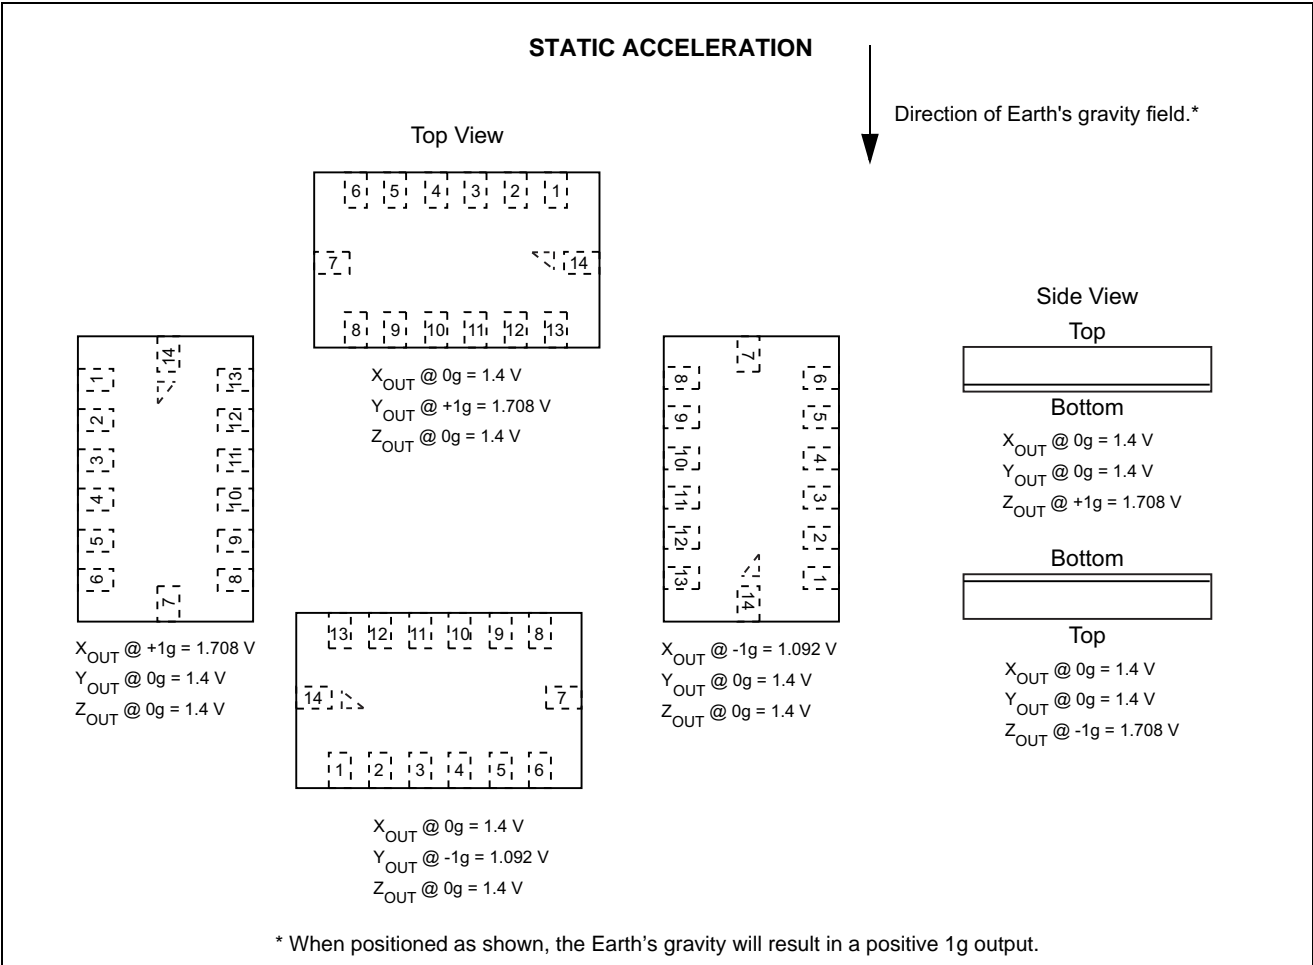 STATIC ACCELERATION
Direction of Earth's gravity field.*
Top View
6 5 4 3 2 1
7 14
8 9 10 11 12 13
XOUT @ 0g = 1.4 V
YOUT @ +1g = 1.708 V
ZOUT @ 0g = 1.4 V
14
1 13
2 12
3 11
4 10
5 9
6 8
7
XOUT @ +1g = 1.708 V
YOUT @ 0g = 1.4 V
ZOUT @ 0g = 1.4 V
13 12 11 10 9 8
14 7
1 2 3 4 5 6
XOUT @ 0g = 1.4 V
YOUT @ -1g = 1.092 V
ZOUT @ 0g = 1.4 V
7
8 6
9 5
10 4
11 3
12 2
13 1
14
XOUT @ -1g = 1.092 V
YOUT @ 0g = 1.4 V
ZOUT @ 0g = 1.4 V
Side View
Top
Bottom
XOUT @ 0g = 1.4 V
YOUT @ 0g = 1.4 V
ZOUT @ +1g = 1.708 V
Bottom
Top
XOUT @ 0g = 1.4 V
YOUT @ 0g = 1.4 V
ZOUT @ -1g = 1.708 V
* When positioned as shown, the Earth’s gravity will result in a positive 1g output.